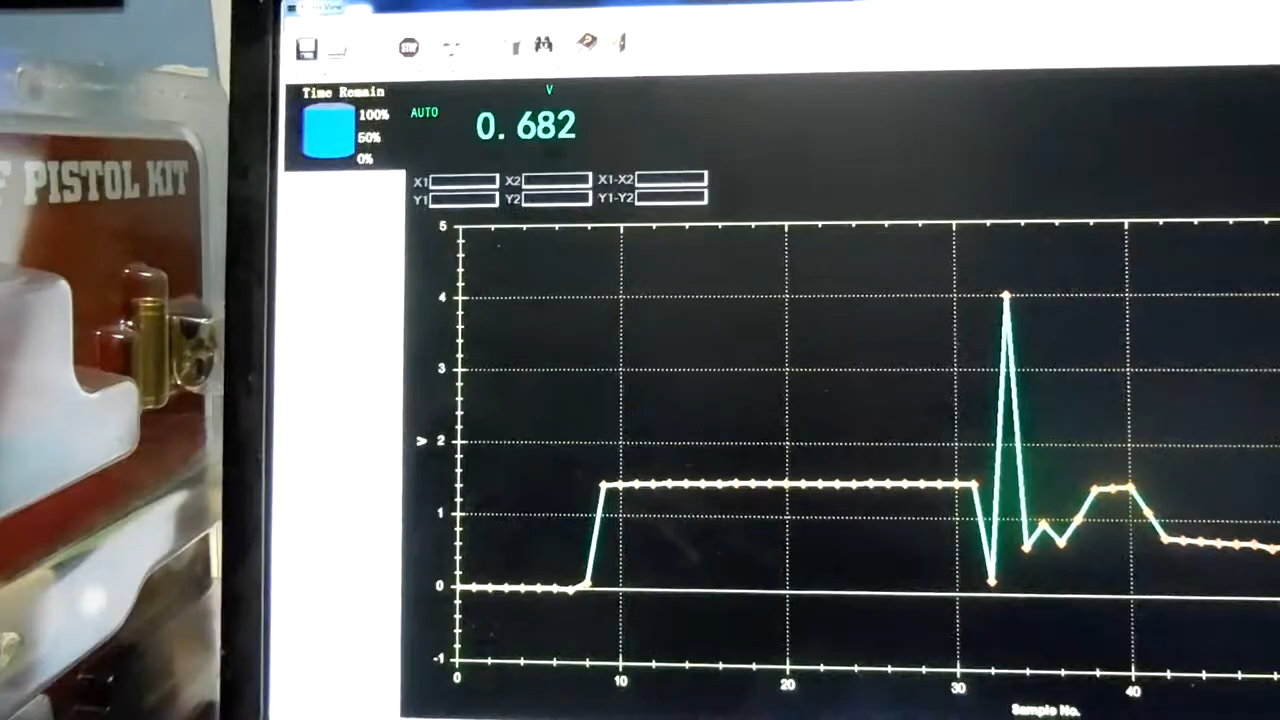 F PISTOL KIT
STOP
Time Remain
100%
50%
0%
AUTO
V
0.682
X1 X2 X1-X2
Y1 Y2 Y1-Y2
5
4
3
V
2
1
0
-1
0 10 20 30 40
Sample No.